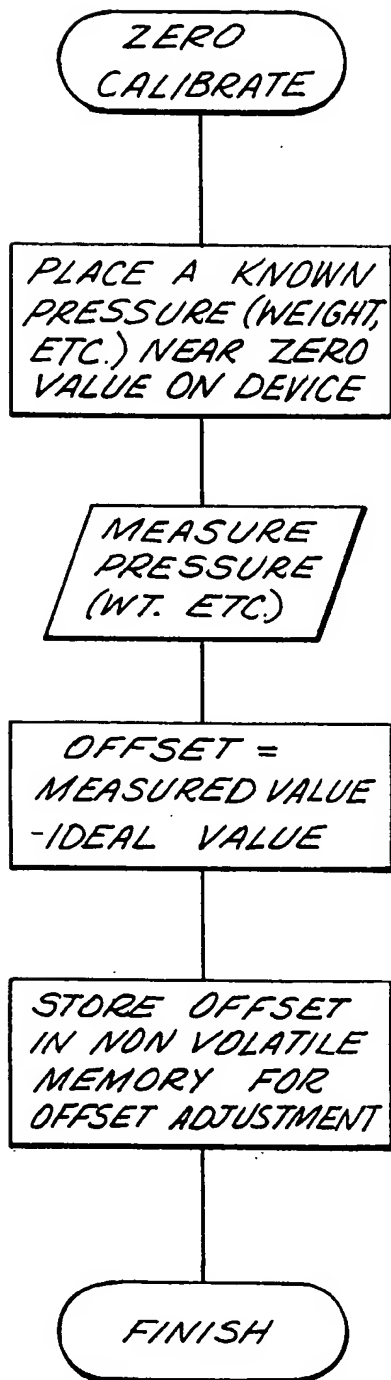 ZERO
CALIBRATE
PLACE A KNOWN
PRESSURE (WEIGHT,
ETC.) NEAR ZERO
VALUE ON DEVICE
MEASURE
PRESSURE
(WT. ETC.)
OFFSET =
MEASURED VALUE
-IDEAL VALUE
STORE OFFSET
IN NON VOLATILE
MEMORY FOR
OFFSET ADJUSTMENT
FINISH